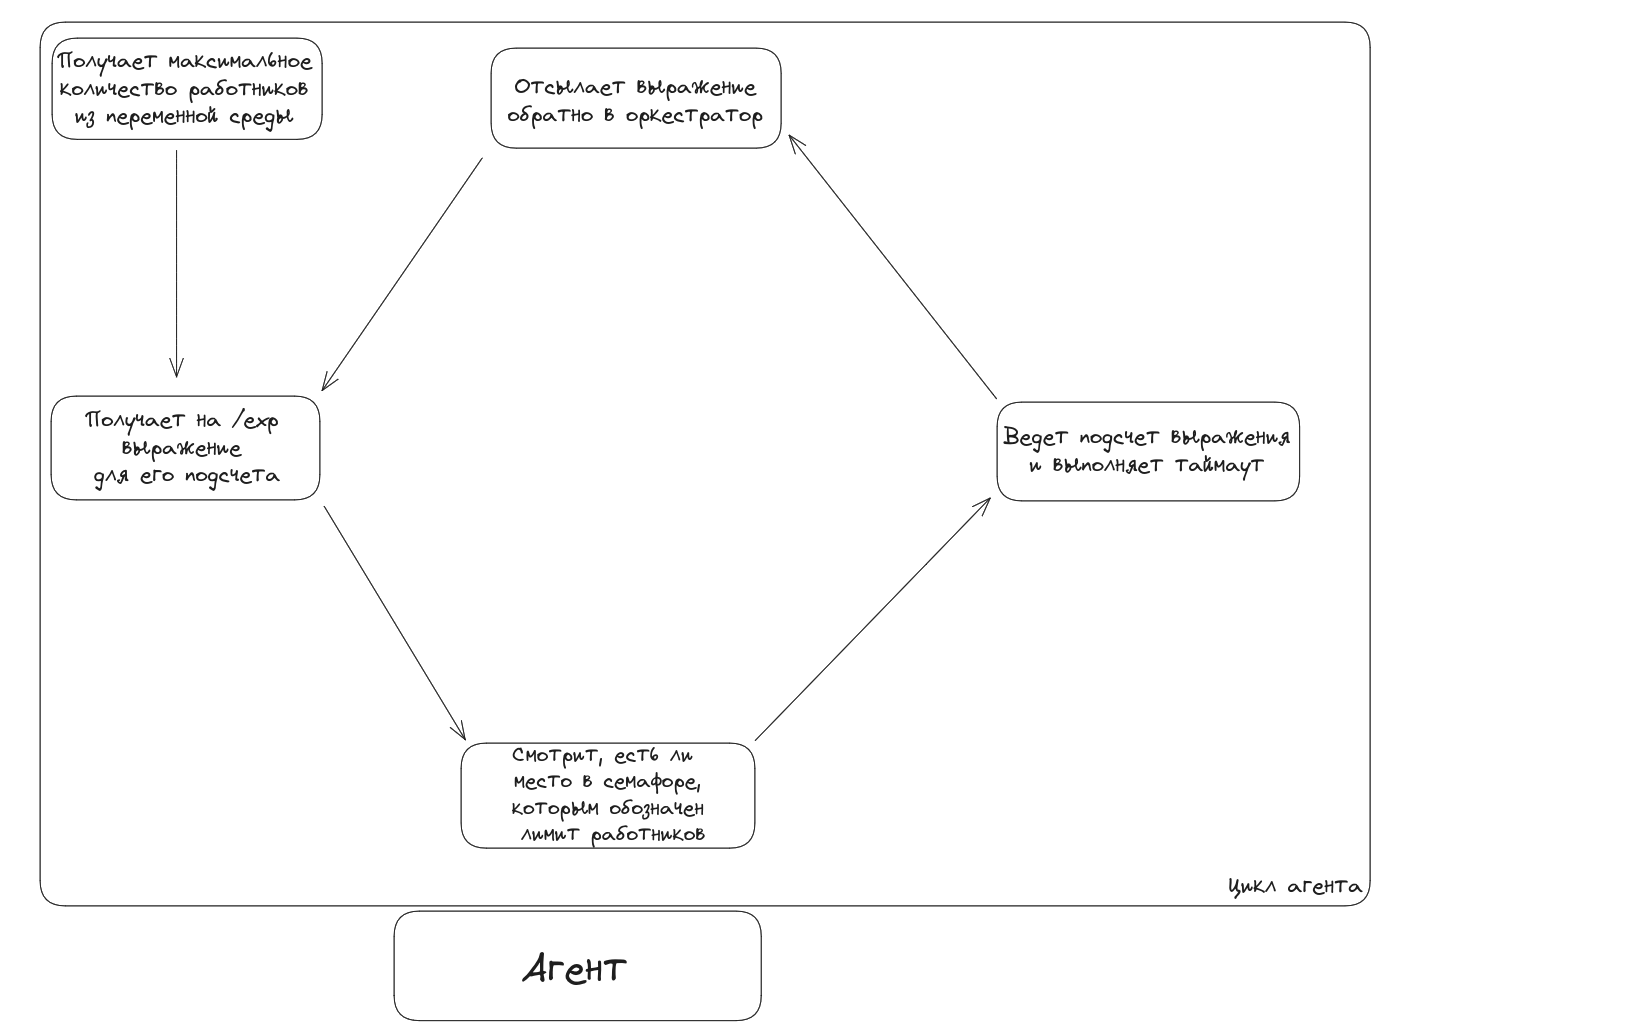 Получает максимальное
количество работников
из переменной среды
Отсылает выражение
обратно в оркестратор
Получает на /exp
выражение
для его подсчета
Ведет подсчет выражения
и выполняет таймаут
Смотрит, есть ли
место в семафоре,
которым обозначен
лимит работников
Цикл агента
Агент